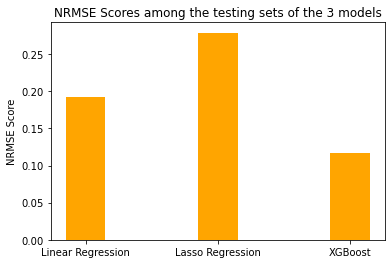 NRMSE Scores among the testing sets of the 3 models
NRMSE Score
0.25
0.20
0.15
0.10
0.05
0.00
Linear Regression
Lasso Regression
XGBoost